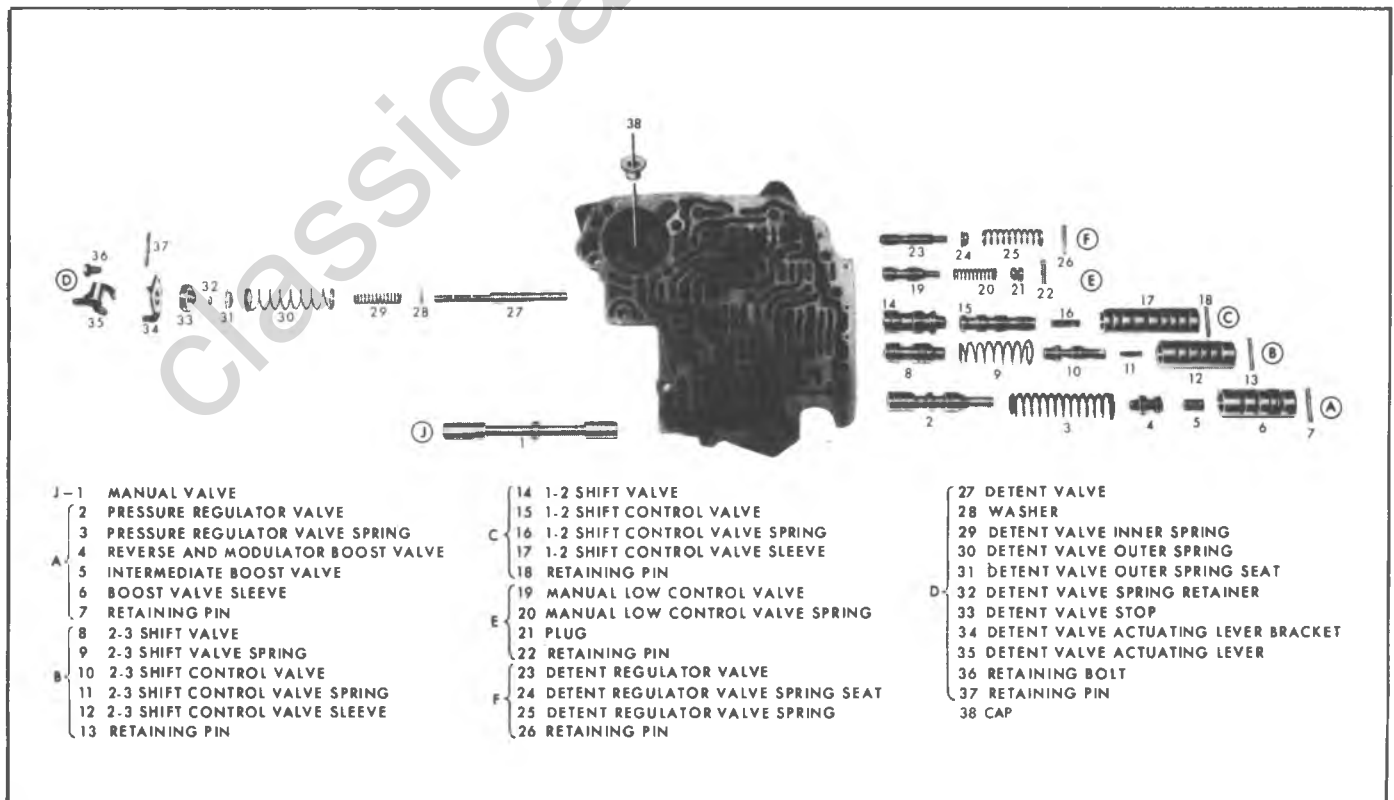 classicca
38
37
36
D
32
35
34
33
31
30
29
28
27
23
24
25
26
F
19
20
21
22
E
14
15
16
17
18
C
8
9
10
11
12
13
B
2
3
4
5
6
7
A
J
1
J-1 MANUAL VALVE
A
2 PRESSURE REGULATOR VALVE
3 PRESSURE REGULATOR VALVE SPRING
4 REVERSE AND MODULATOR BOOST VALVE
5 INTERMEDIATE BOOST VALVE
6 BOOST VALVE SLEEVE
7 RETAINING PIN
B
8 2-3 SHIFT VALVE
9 2-3 SHIFT VALVE SPRING
10 2-3 SHIFT CONTROL VALVE
11 2-3 SHIFT CONTROL VALVE SPRING
12 2-3 SHIFT CONTROL VALVE SLEEVE
13 RETAINING PIN
C
14 1-2 SHIFT VALVE
15 1-2 SHIFT CONTROL VALVE
16 1-2 SHIFT CONTROL VALVE SPRING
17 1-2 SHIFT CONTROL VALVE SLEEVE
18 RETAINING PIN
E
19 MANUAL LOW CONTROL VALVE
20 MANUAL LOW CONTROL VALVE SPRING
21 PLUG
22 RETAINING PIN
F
23 DETENT REGULATOR VALVE
24 DETENT REGULATOR VALVE SPRING SEAT
25 DETENT REGULATOR VALVE SPRING
26 RETAINING PIN
D
27 DETENT VALVE
28 WASHER
29 DETENT VALVE INNER SPRING
30 DETENT VALVE OUTER SPRING
31 DETENT VALVE OUTER SPRING SEAT
32 DETENT VALVE SPRING RETAINER
33 DETENT VALVE STOP
34 DETENT VALVE ACTUATING LEVER BRACKET
35 DETENT VALVE ACTUATING LEVER
36 RETAINING BOLT
37 RETAINING PIN
38 CAP